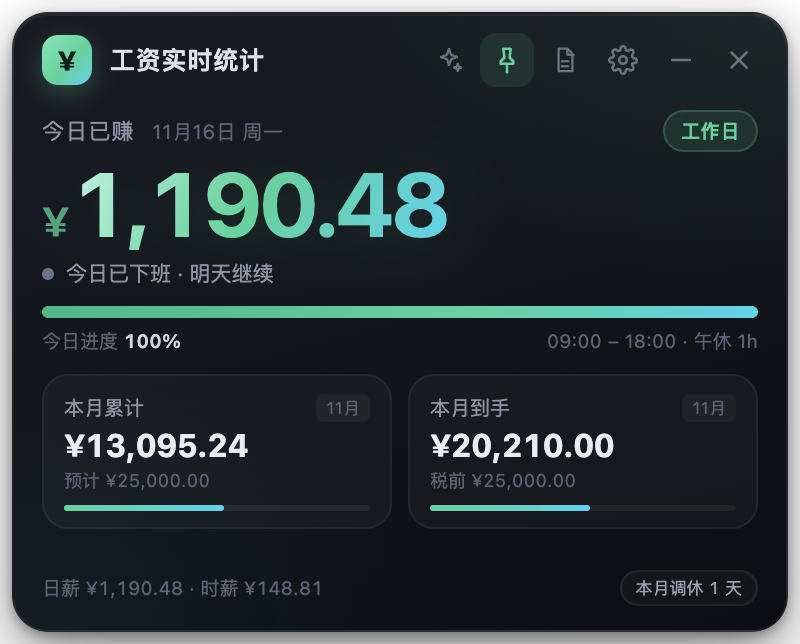 ¥ 工资实时统计
今日已赚 11月16日 周一 工作日
¥1,190.48
今日已下班 · 明天继续
今日进度 100% 09:00 – 18:00 · 午休 1h
本月累计 11月
¥13,095.24
预计 ¥25,000.00
本月到手 11月
¥20,210.00
税前 ¥25,000.00
日薪 ¥1,190.48 · 时薪 ¥148.81 本月调休 1 天